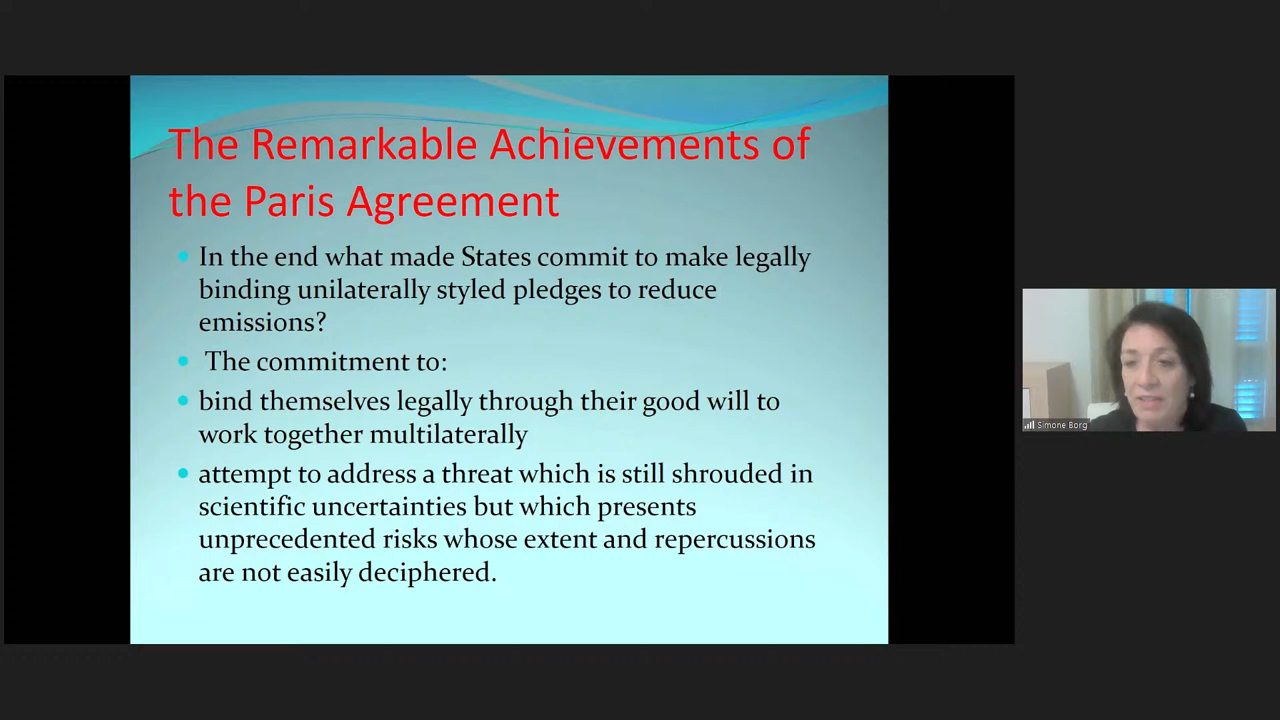 The Remarkable Achievements of
the Paris Agreement
In the end what made States commit to make legally
binding unilaterally styled pledges to reduce
emissions?
The commitment to:
bind themselves legally through their good will to
work together multilaterally
attempt to address a threat which is still shrouded in
scientific uncertainties but which presents
unprecedented risks whose extent and repercussions
are not easily deciphered.
Simone Borg